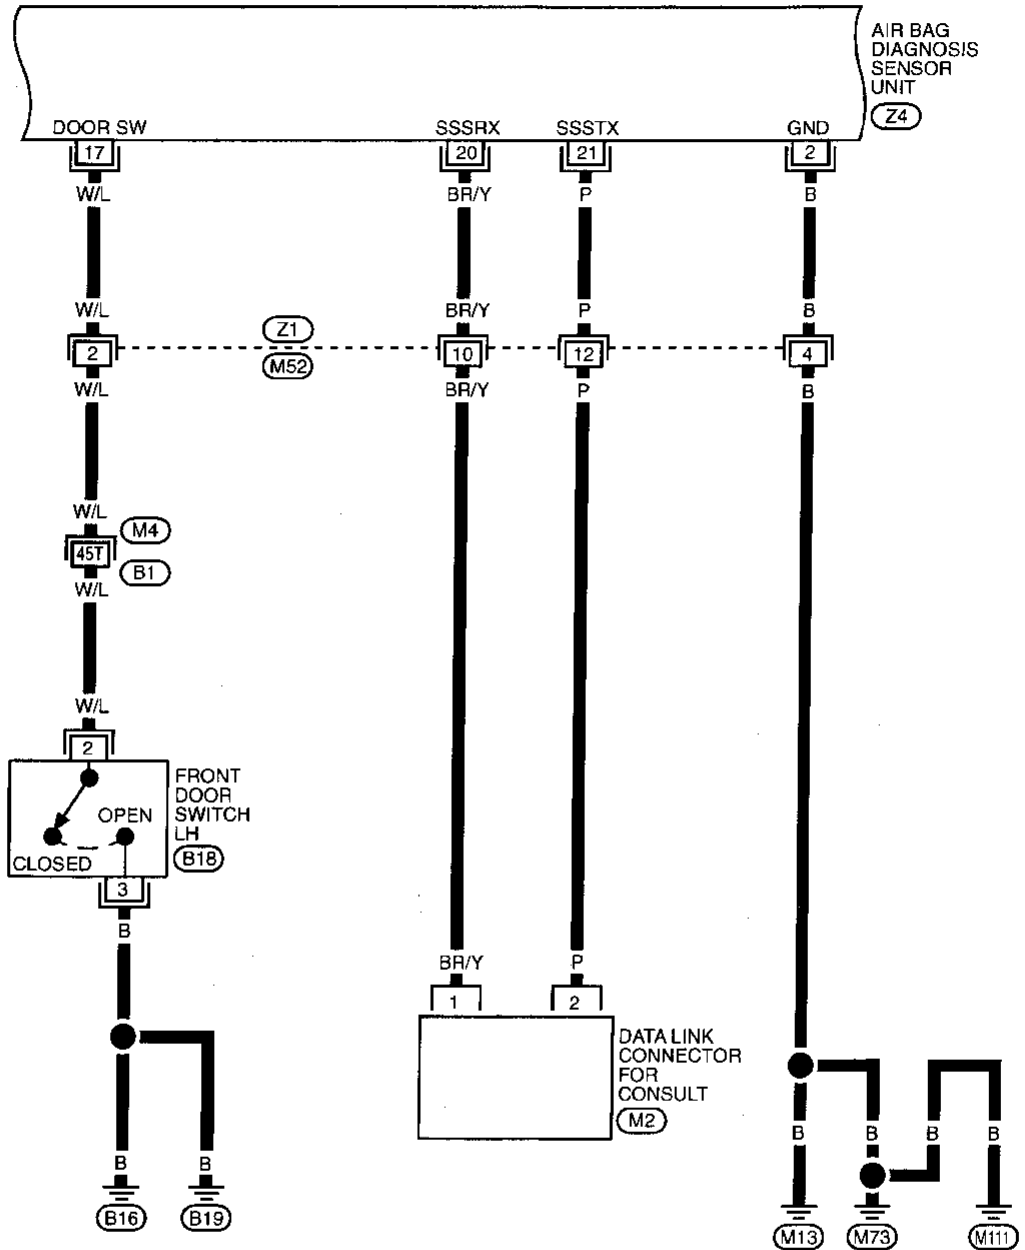 AIR BAG
DIAGNOSIS
SENSOR
UNIT
Z4
DOOR SW SSSRX SSSTX GND
17 20 21 2
W/L BR/Y P B
W/L BR/Y P B
Z1
2 10 12 4
M52
W/L BR/Y P B
W/L
M4
45T
B1
W/L
W/L
2
FRONT
DOOR
SWITCH
LH
B18
OPEN
CLOSED
3
B
BR/Y P
1 2
DATA LINK
CONNECTOR
FOR
CONSULT
M2
B B B B
B B
B16 B19
M13 M73 M111